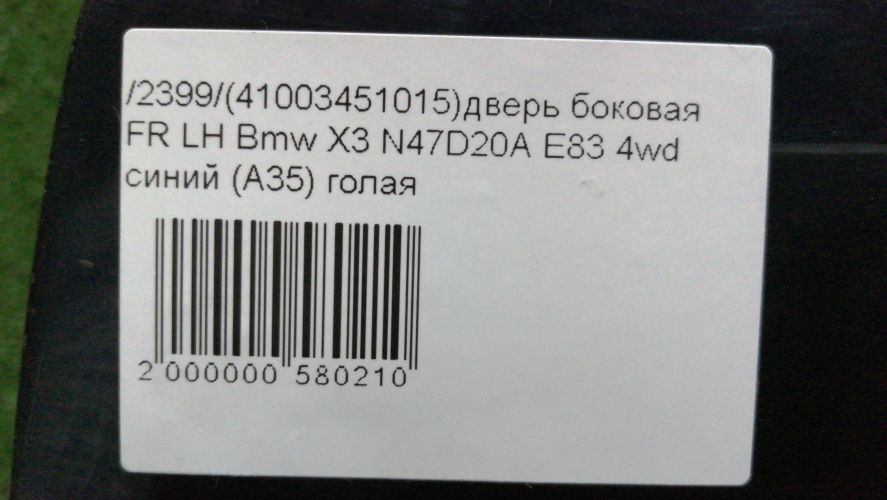 /2399/(41003451015)дверь боковая
FR LH Bmw X3 N47D20A E83 4wd
синий (A35) голая
2 000000 580210